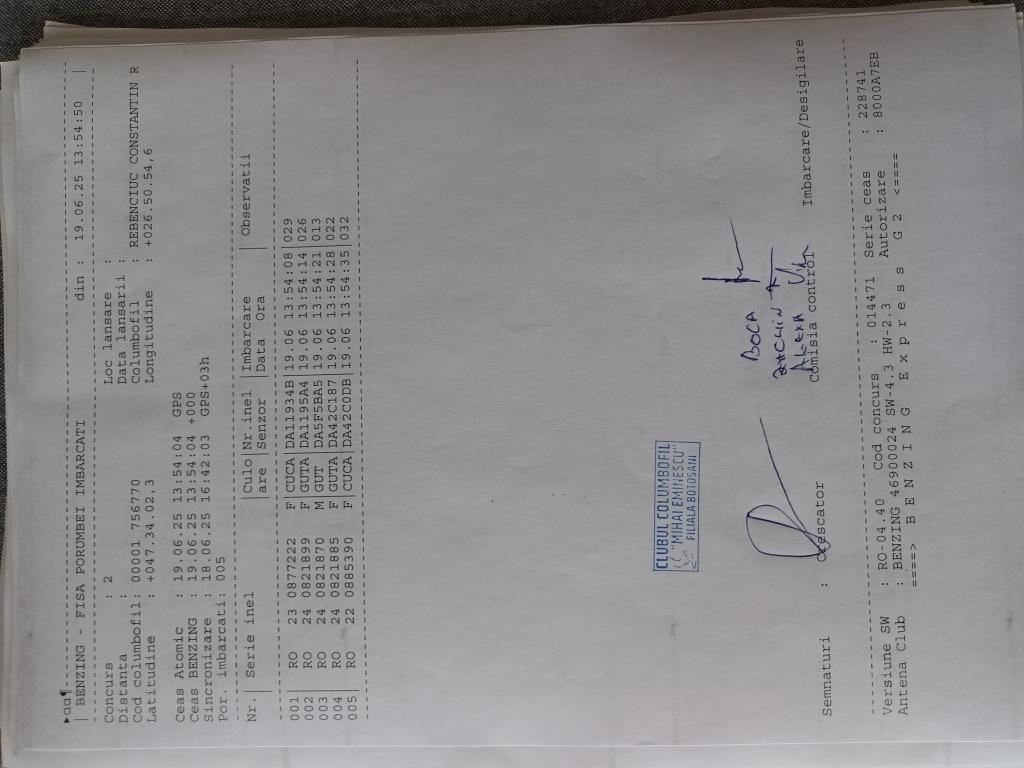 ▸aa¶
| BENZING - FISA PORUMBEI IMBARCATI din : 19.06.25 13:54:50 |
Concurs : 2 Loc lansare :
Distanta : Data lansarii :
Cod columbofil: 00001 756770 Columbofil : REBENCIUC CONSTANTIN R
Latitudine : +047.34.02,3 Longitudine : +026.50.54,6
Ceas Atomic : 19.06.25 13:54:04 GPS
Ceas BENZING : 19.06.25 13:54:04 +000
Sincronizare : 18.06.25 16:42:03 GPS+03h
Por. imbarcati: 005
Nr. | Serie inel |Culo|Nr.inel |Imbarcare | Observatii
|are |Senzor |Data Ora |
001| RO 23 0877222 F|CUCA|DA11934B|19.06 13:54:08|029
002| RO 24 0821899 F|GUTA|DA1195A4|19.06 13:54:14|026
003| RO 24 0821870 M|GUT |DA5F5BA5|19.06 13:54:21|013
004| RO 24 0821885 F|GUTA|DA42C187|19.06 13:54:28|022
005| RO 22 0885390 F|CUCA|DA42C0DB|19.06 13:54:35|032
CLUBUL COLUMBOFIL
"MIHAI EMINESCU"
FILIALA BOTOSANI
BOCA
ALEXA
Semnaturi : Crescator comisia control Imbarcare/Desigilare
Versiune SW : RO-04.40 Cod concurs : 014471 Serie ceas : 228741
Antena Club : BENZING 46900024 SW-4.3 HW-2.3 Autorizare : 8000A7EB
====> B E N Z I N G E x p r e s s G 2 <====